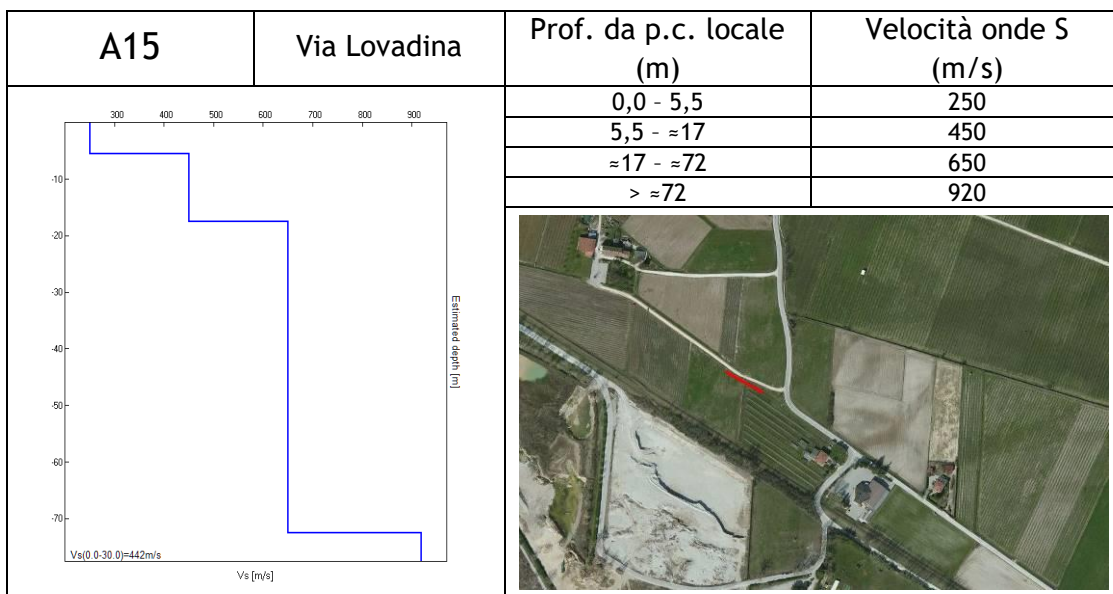 A15
Via Lovadina
Prof. da p.c. locale
(m)
Velocità onde S
(m/s)
0,0 – 5,5
250
5,5 – ≈17
450
≈17 – ≈72
650
> ≈72
920
300 400 500 600 700 800 900
-10
-20
-30
-40
-50
-60
-70
Estimated depth [m]
Vs(0.0-30.0)=442m/s
Vs [m/s]